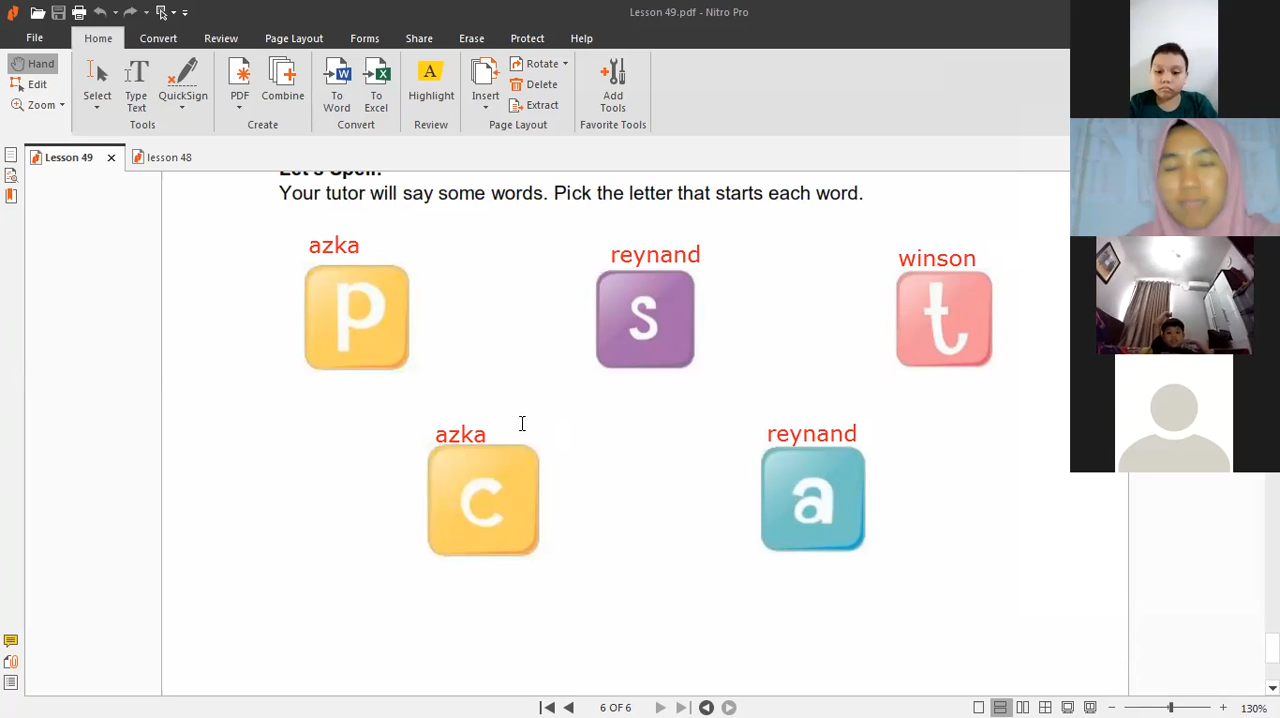 Lesson 49.pdf - Nitro Pro
File Home Convert Review Page Layout Forms Share Erase Protect Help
Hand
Edit
Zoom
Select
Type Text
QuickSign
Tools
PDF
Combine
Create
To Word
To Excel
Convert
Highlight
Review
Insert
Rotate
Delete
Extract
Page Layout
Add Tools
Favorite Tools
Lesson 49
lesson 48
Let's Spell!
Your tutor will say some words. Pick the letter that starts each word.
azka reynand winson
p s t
azka reynand
c a
6 OF 6
130%